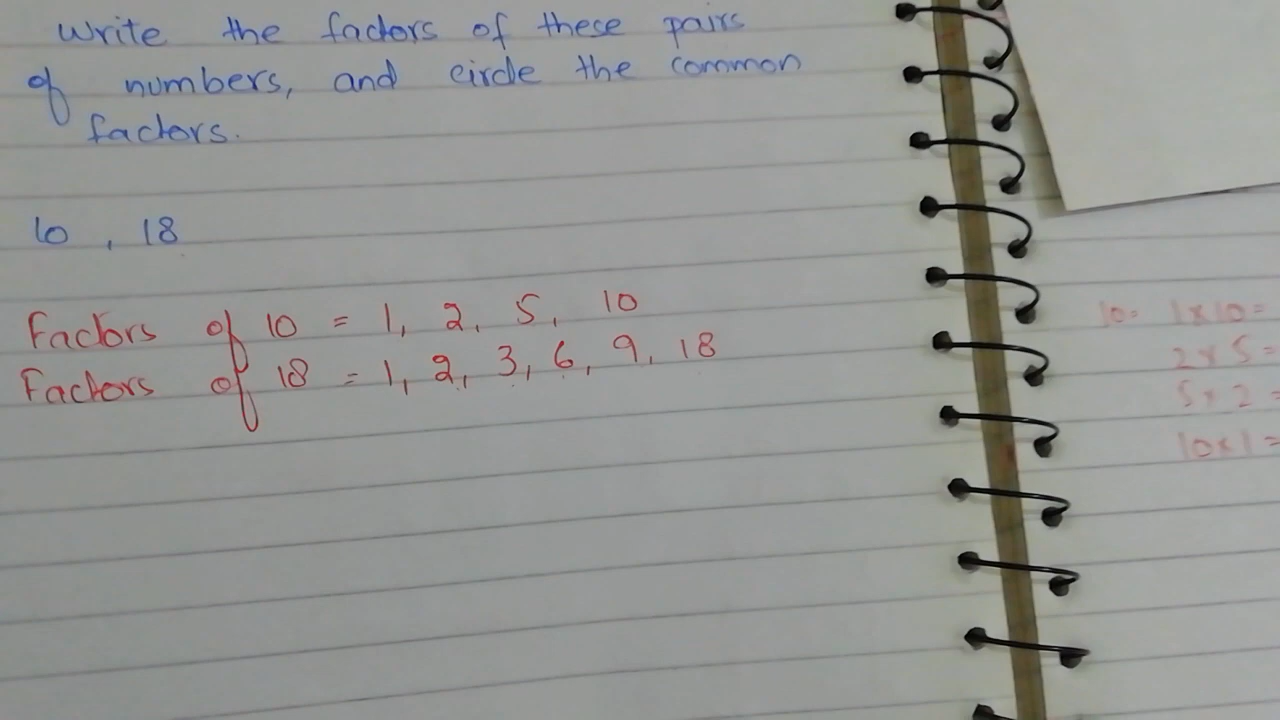 Write the factors of these pairs
of numbers, and circle the common
factors.
10 , 18
Factors of 10 = 1, 2, 5, 10
Factors of 18 = 1, 2, 3, 6, 9, 18
10= 1x10=
2x5=
5x2=
10x1=